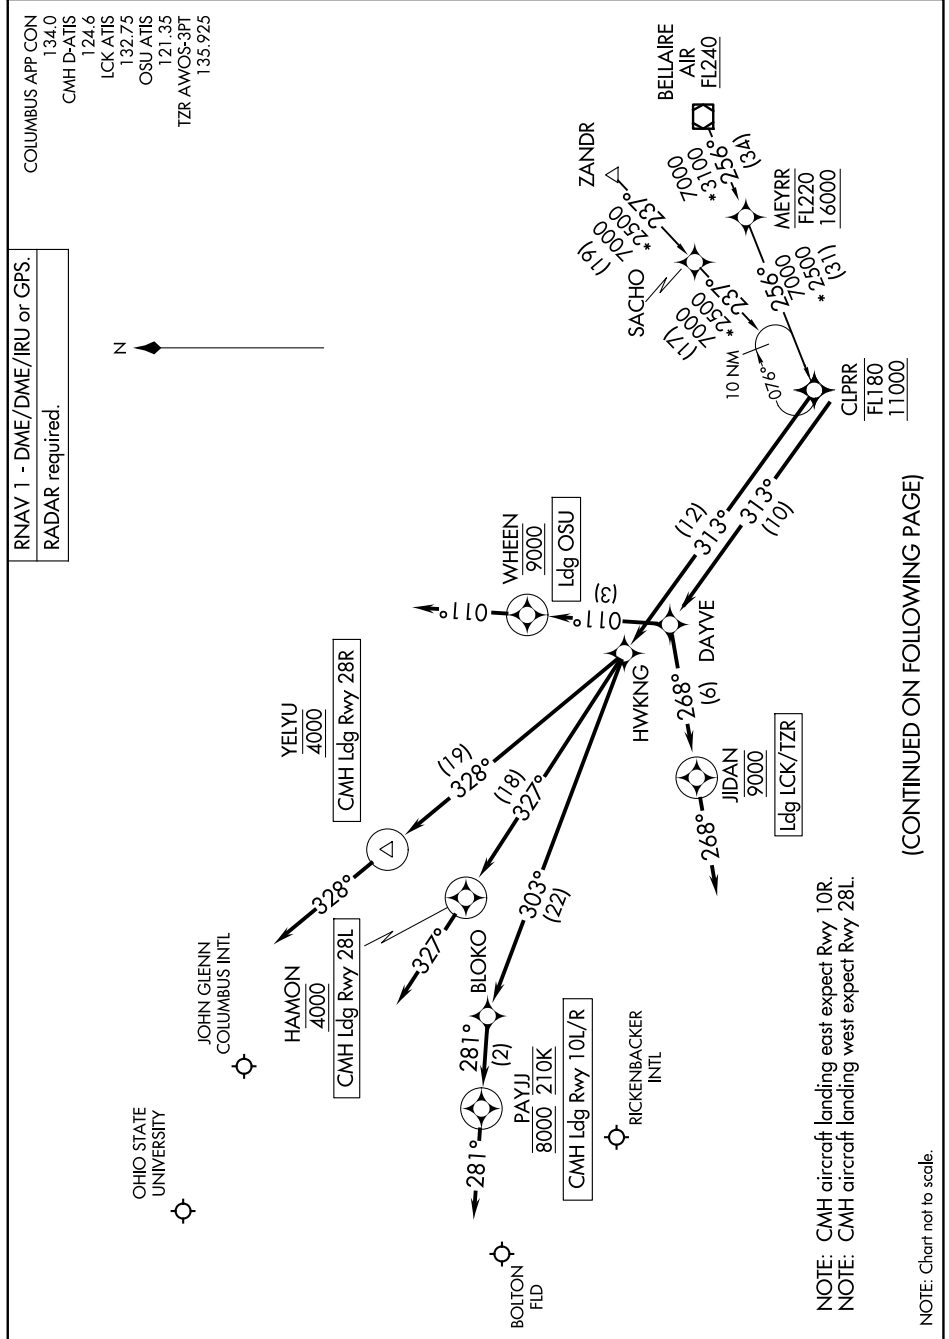 RNAV 1 - DME/DME/IRU or GPS.
RADAR required.
COLUMBUS APP CON
134.0
CMH D-ATIS
124.6
LCK ATIS
132.75
OSU ATIS
121.35
TZR AWOS-3PT
135.925
N
OHIO STATE
UNIVERSITY
JOHN GLENN
COLUMBUS INTL
YELYU
4000
CMH Ldg Rwy 28R
328°
328°
(19)
HAMON
4000
CMH Ldg Rwy 28L
327°
327°
(18)
WHEEN
9000
Ldg OSU
011°
011°
(3)
ZANDR
(19)
7000
*2500
237°
SACHO
(17)
7000
*2500
237°
BELLAIRE
AIR
FL240
7000
*3100
256°
(34)
MEYRR
FL220
16000
256°
7000
*2500
(31)
10 NM
076°
CLPRR
FL180
11000
(12)
313°
313°
(10)
HWKNG
DAYVE
268°
(6)
JIDAN
9000
Ldg LCK/TZR
268°
303°
(22)
BLOKO
281°
(2)
PAYJJ
8000 210K
CMH Ldg Rwy 10L/R
281°
BOLTON
FLD
RICKENBACKER
INTL
NOTE: CMH aircraft landing east expect Rwy 10R.
NOTE: CMH aircraft landing west expect Rwy 28L.
(CONTINUED ON FOLLOWING PAGE)
NOTE: Chart not to scale.